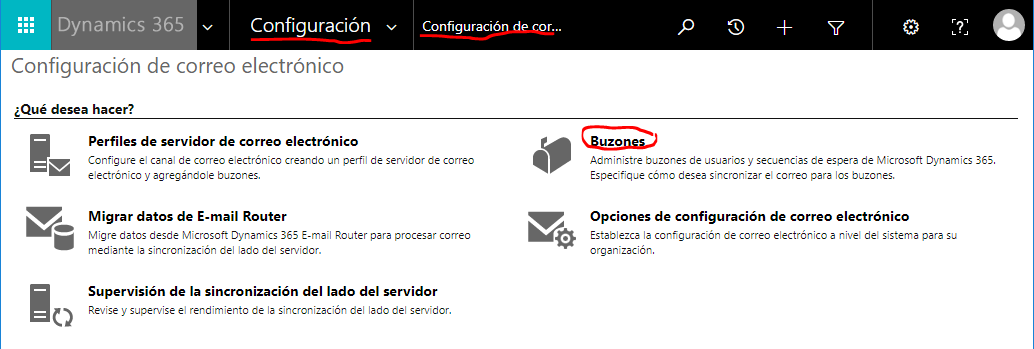 Dynamics 365 Configuración Configuración de cor...
Configuración de correo electrónico
¿Qué desea hacer?
Perfiles de servidor de correo electrónico
Configure el canal de correo electrónico creando un perfil de servidor de correo
electrónico y agregándole buzones.
Buzones
Administre buzones de usuarios y secuencias de espera de Microsoft Dynamics 365.
Especifique cómo desea sincronizar el correo para los buzones.
Migrar datos de E-mail Router
Migre datos desde Microsoft Dynamics 365 E-mail Router para procesar correo
mediante la sincronización del lado del servidor.
Opciones de configuración de correo electrónico
Establezca la configuración de correo electrónico a nivel del sistema para su
organización.
Supervisión de la sincronización del lado del servidor
Revise y supervise el rendimiento de la sincronización del lado del servidor.